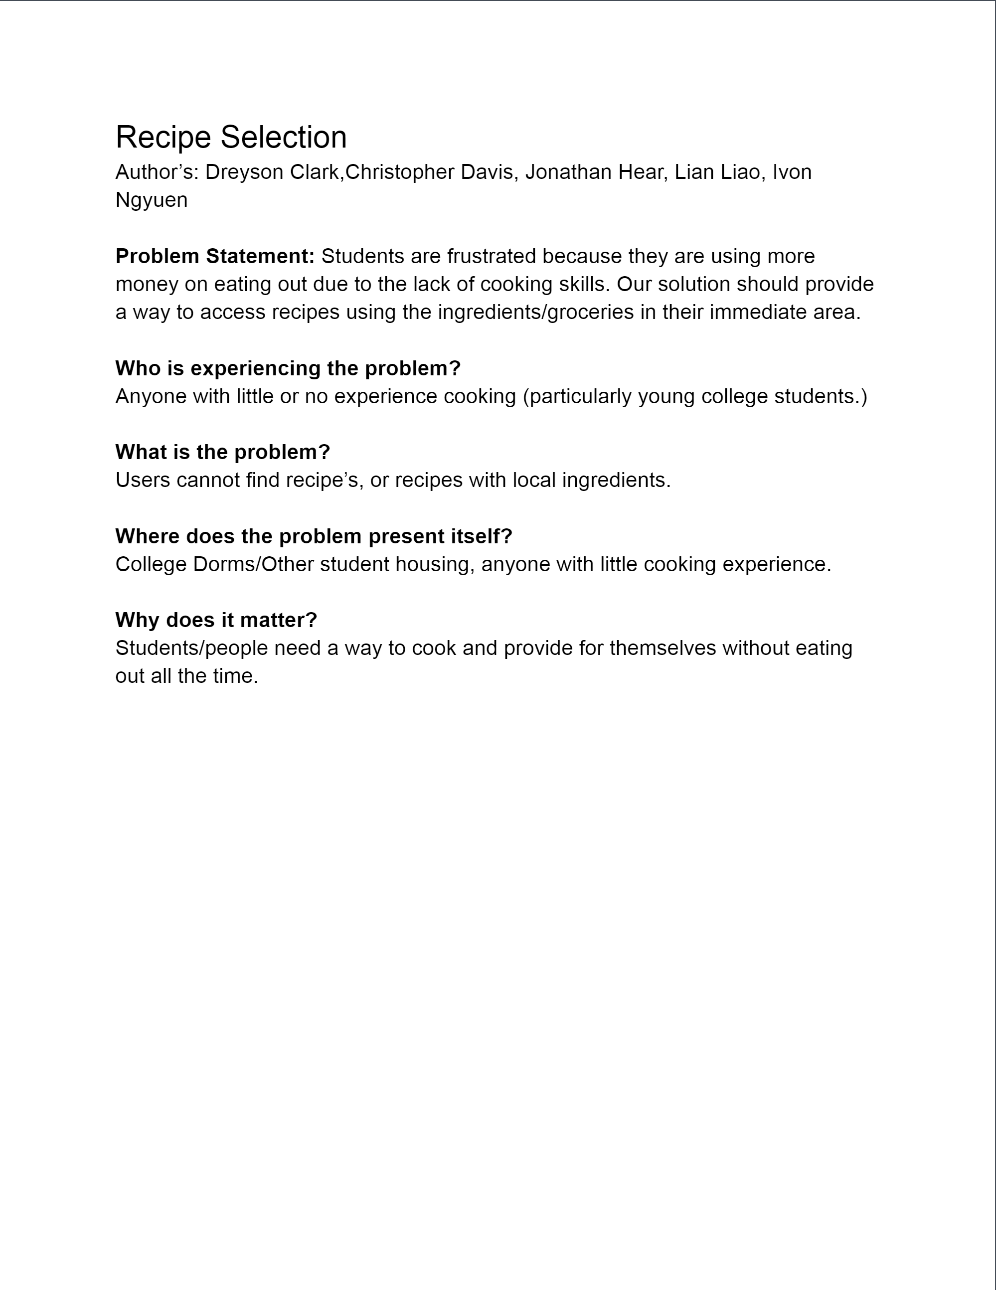 Recipe Selection
Author’s: Dreyson Clark,Christopher Davis, Jonathan Hear, Lian Liao, Ivon
Ngyuen
Problem Statement: Students are frustrated because they are using more
money on eating out due to the lack of cooking skills. Our solution should provide
a way to access recipes using the ingredients/groceries in their immediate area.
Who is experiencing the problem?
Anyone with little or no experience cooking (particularly young college students.)
What is the problem?
Users cannot find recipe’s, or recipes with local ingredients.
Where does the problem present itself?
College Dorms/Other student housing, anyone with little cooking experience.
Why does it matter?
Students/people need a way to cook and provide for themselves without eating
out all the time.